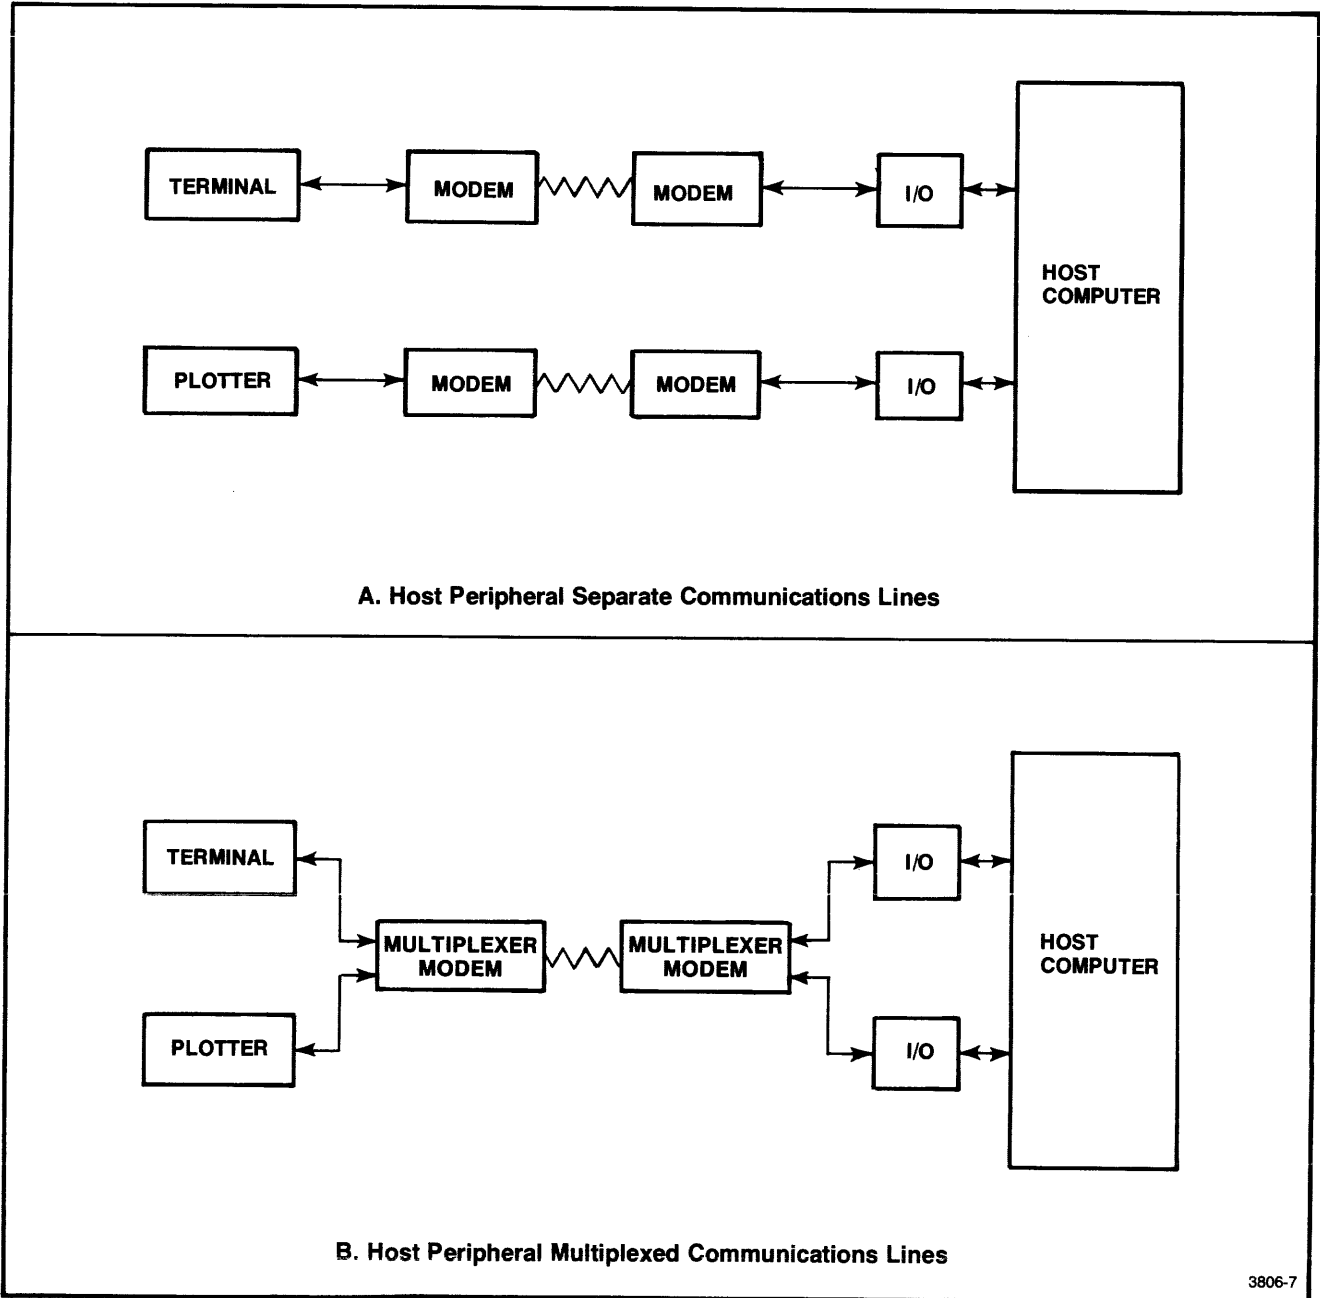 TERMINAL
MODEM
MODEM
I/O
HOST
COMPUTER
PLOTTER
MODEM
MODEM
I/O
A. Host Peripheral Separate Communications Lines
TERMINAL
I/O
MULTIPLEXER
MODEM
MULTIPLEXER
MODEM
HOST
COMPUTER
PLOTTER
I/O
B. Host Peripheral Multiplexed Communications Lines
3806-7